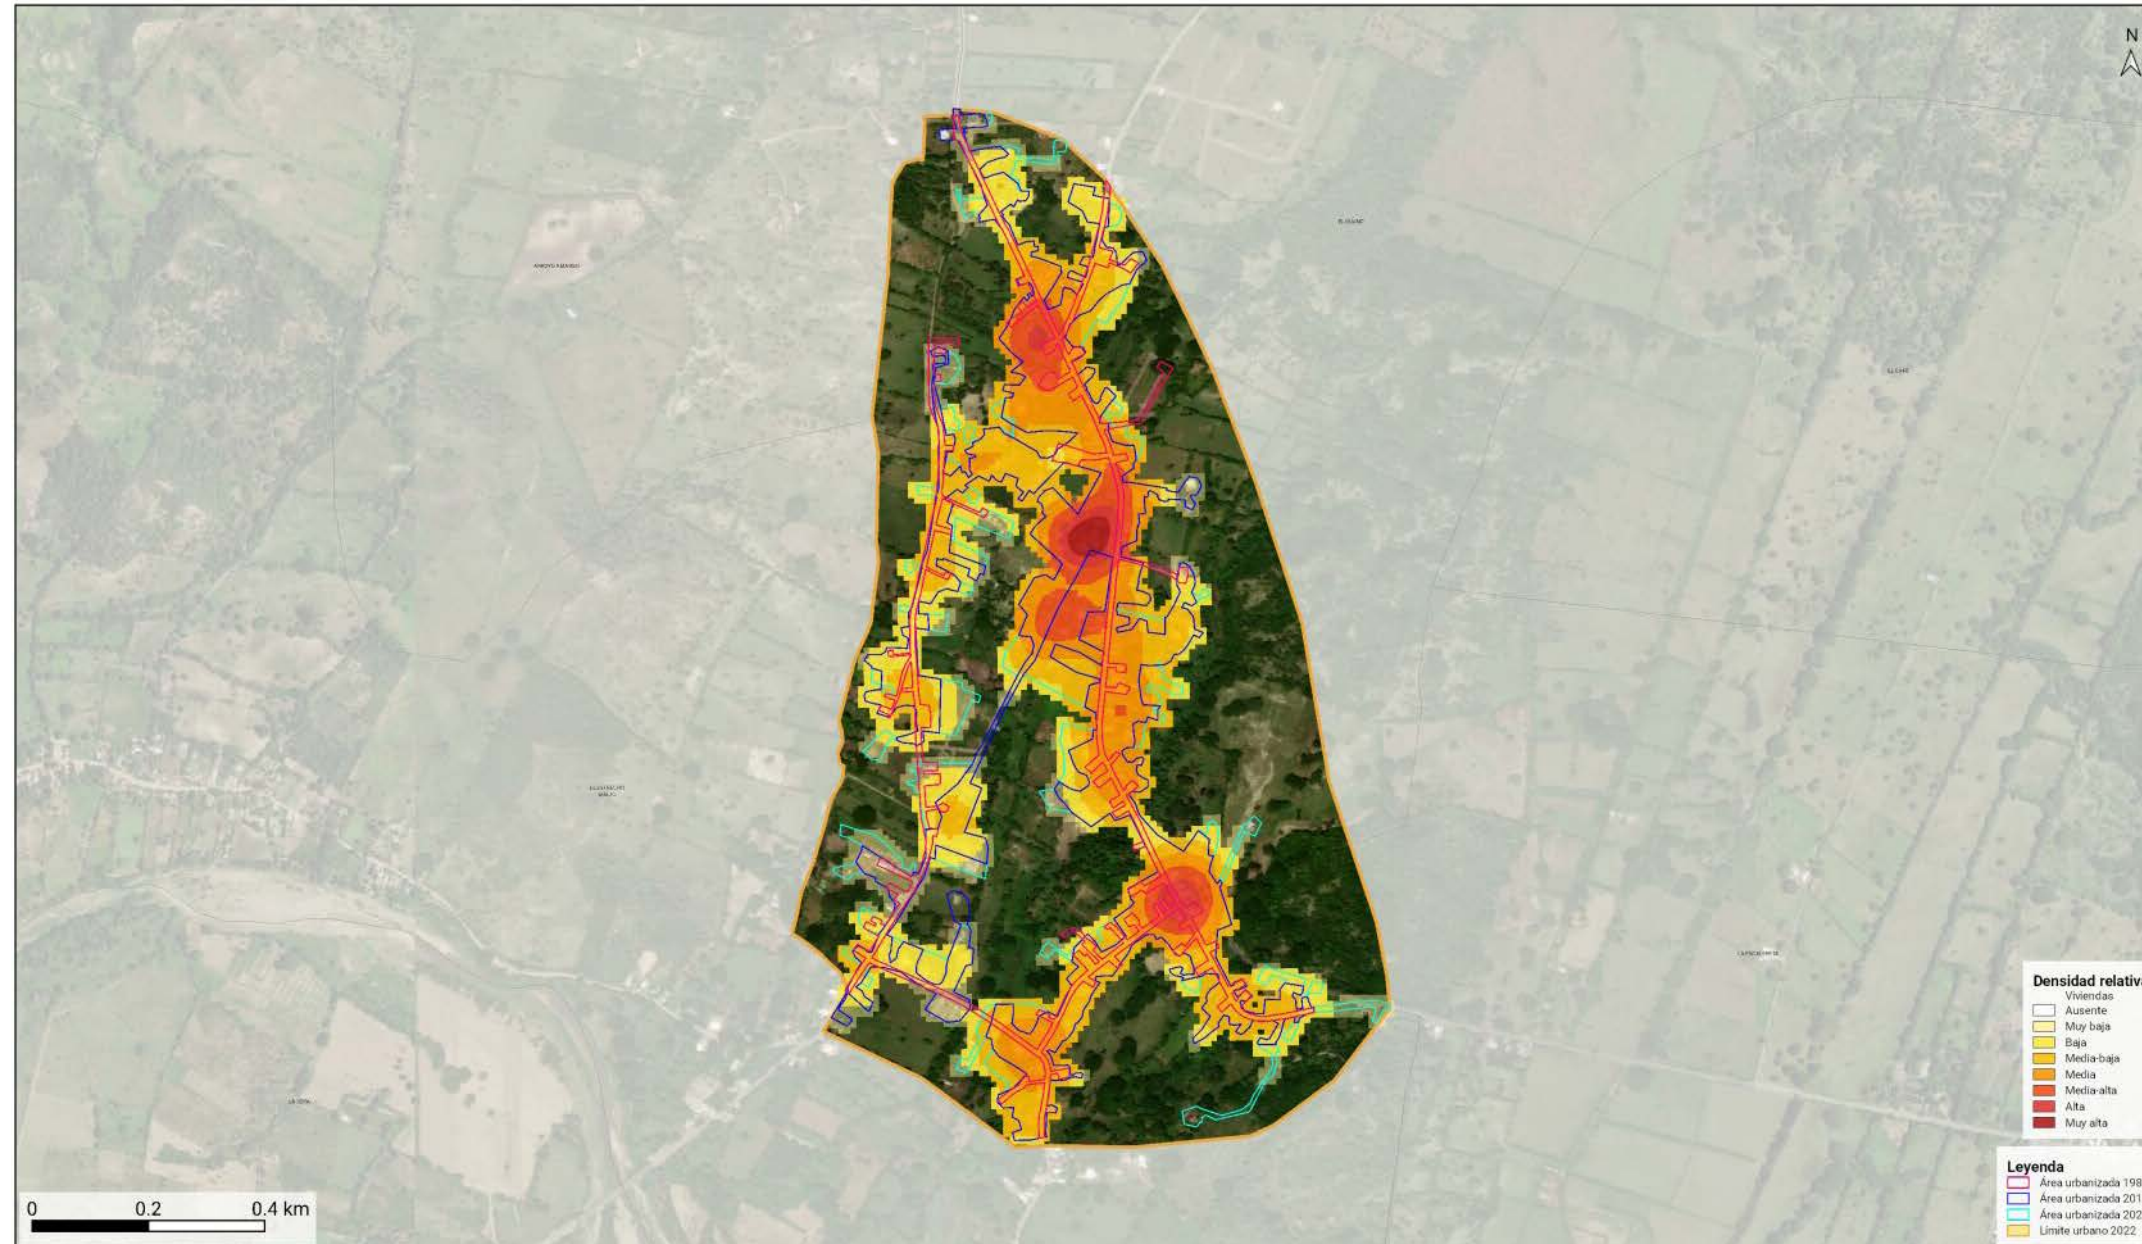 N
0 0.2 0.4 km
Densidad relativ
Viviendas
Ausente
Muy baja
Baja
Media-baja
Media
Media-alta
Alta
Muy alta
Leyenda
Área urbanizada 198
Área urbanizada 201
Área urbanizada 202
Límite urbano 2022